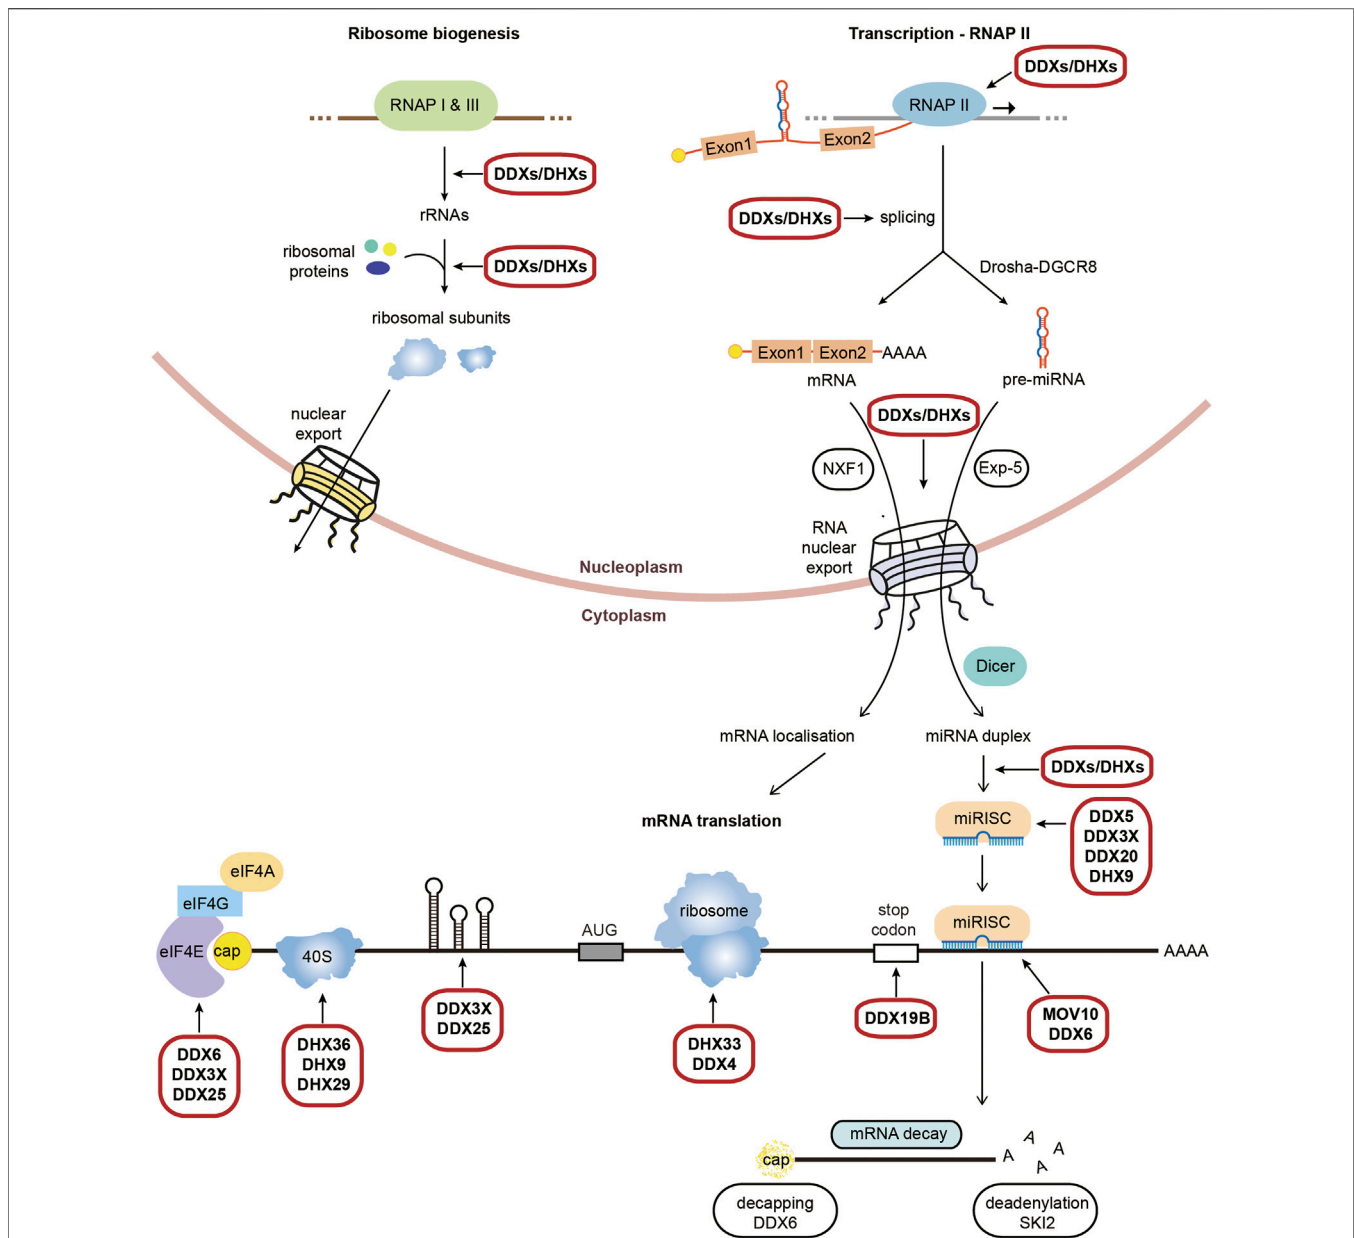 Ribosome biogenesis
Transcription - RNAP II
DDXs/DHXs
RNAP I & III
RNAP II
Exon1
Exon2
DDXs/DHXs
rRNAs
DDXs/DHXs
splicing
ribosomal
proteins
DDXs/DHXs
Drosha-DGCR8
ribosomal subunits
Exon1
Exon2
AAAA
mRNA
pre-miRNA
nuclear
export
DDXs/DHXs
NXF1
Exp-5
RNA
nuclear
export
Nucleoplasm
Cytoplasm
Dicer
mRNA localisation
miRNA duplex
DDXs/DHXs
mRNA translation
miRISC
DDX5
DDX3X
DDX20
DHX9
eIF4A
eIF4G
eIF4E
cap
40S
AUG
ribosome
stop
codon
miRISC
AAAA
DDX6
DDX3X
DDX25
DHX36
DHX9
DHX29
DDX3X
DDX25
DHX33
DDX4
DDX19B
MOV10
DDX6
mRNA decay
cap
A
A
A
A
decapping
DDX6
deadenylation
SKI2